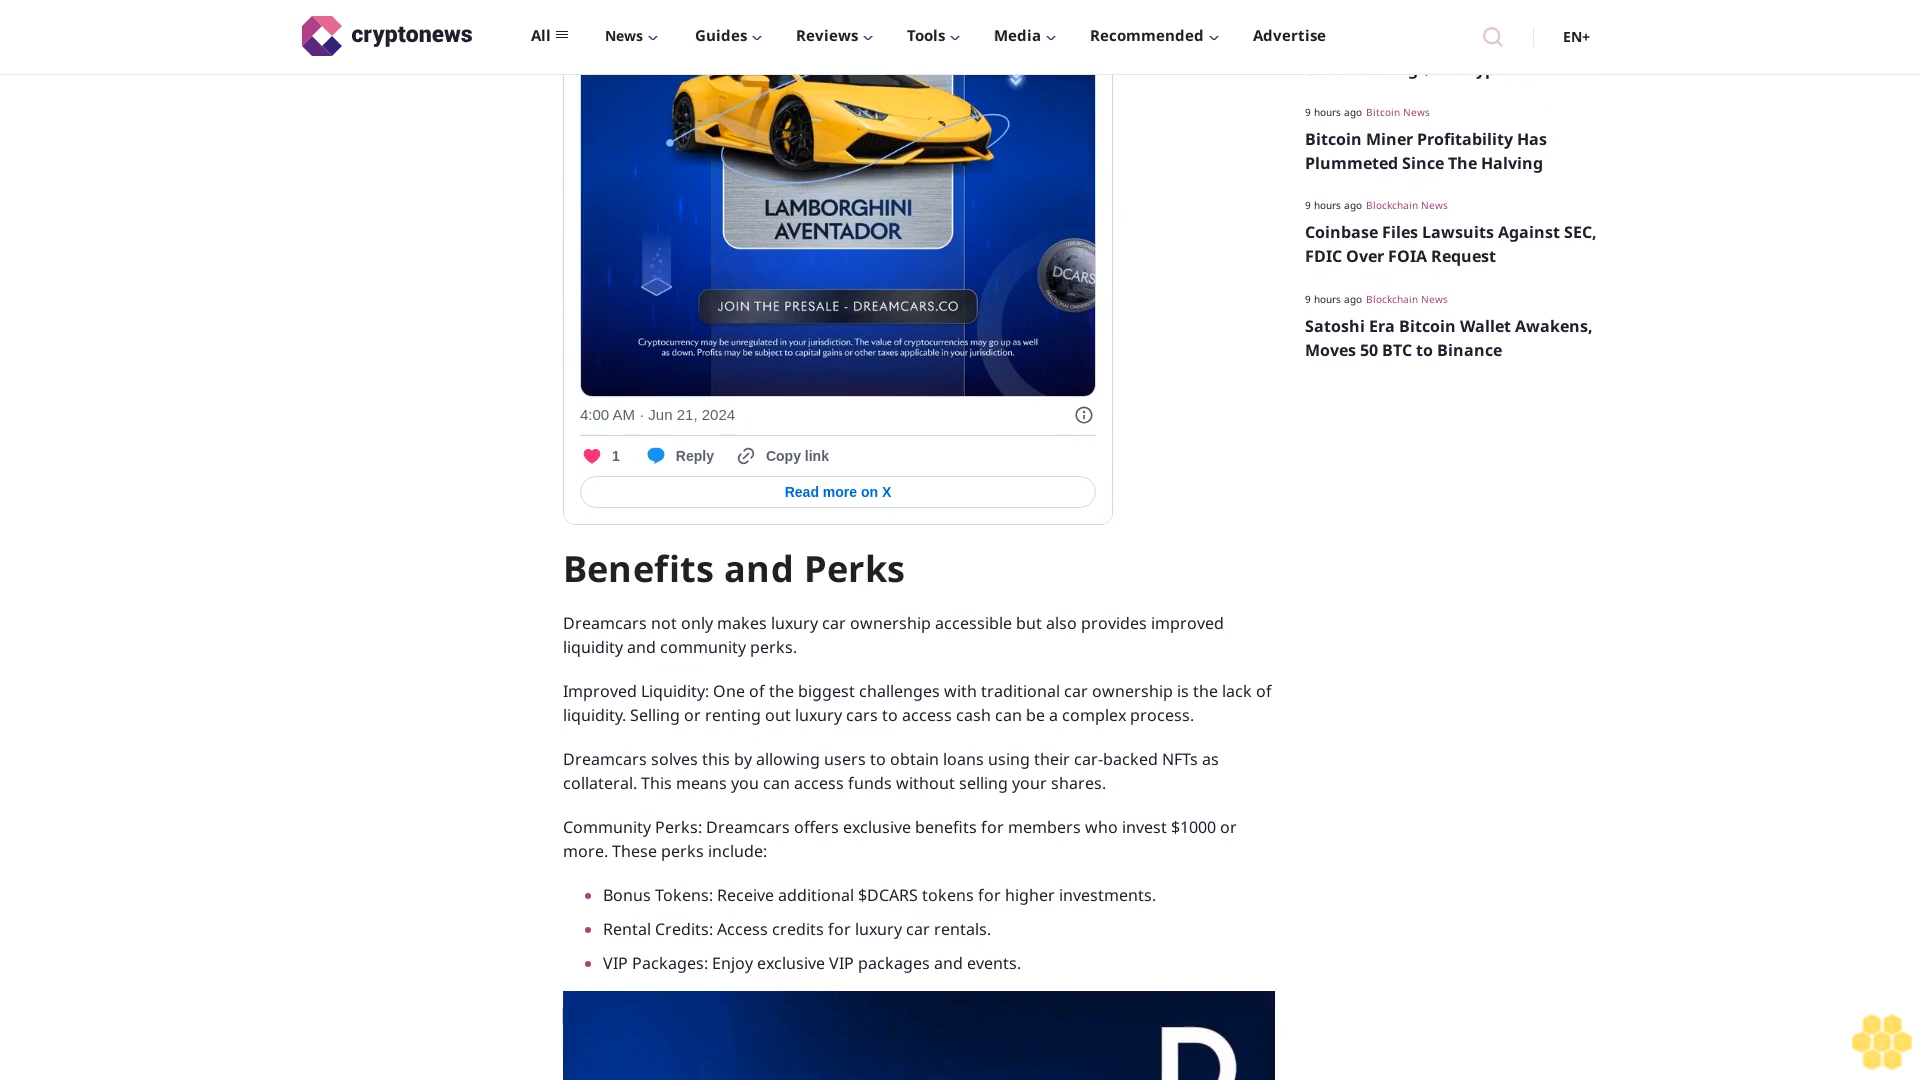 cryptonews
All
News
Guides
Reviews
Tools
Media
Recommended
Advertise
EN+
LAMBORGHINI
AVENTADOR
DCARS
JOIN THE PRESALE - DREAMCARS.CO
Cryptocurrency may be unregulated in your jurisdiction. The value of cryptocurrencies may go up as well
as down. Profits may be subject to capital gains or other taxes applicable in your jurisdiction.
4:00 AM · Jun 21, 2024
1
Reply
Copy link
Read more on X
Benefits and Perks
Dreamcars not only makes luxury car ownership accessible but also provides improved
liquidity and community perks.
Improved Liquidity: One of the biggest challenges with traditional car ownership is the lack of
liquidity. Selling or renting out luxury cars to access cash can be a complex process.
Dreamcars solves this by allowing users to obtain loans using their car-backed NFTs as
collateral. This means you can access funds without selling your shares.
Community Perks: Dreamcars offers exclusive benefits for members who invest $1000 or
more. These perks include:
Bonus Tokens: Receive additional $DCARS tokens for higher investments.
Rental Credits: Access credits for luxury car rentals.
VIP Packages: Enjoy exclusive VIP packages and events.
9 hours ago Bitcoin News
Bitcoin Miner Profitability Has
Plummeted Since The Halving
9 hours ago Blockchain News
Coinbase Files Lawsuits Against SEC,
FDIC Over FOIA Request
9 hours ago Blockchain News
Satoshi Era Bitcoin Wallet Awakens,
Moves 50 BTC to Binance